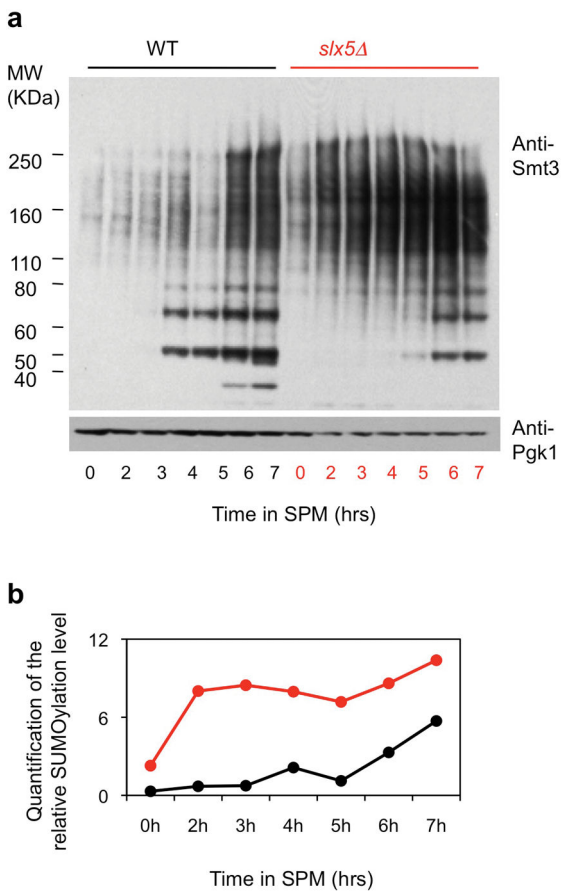 a
WT
slx5Δ
MW
(KDa)
250
160
110
80
60
50
40
Anti-
Smt3
Anti-
Pgk1
0 2 3 4 5 6 7 0 2 3 4 5 6 7
Time in SPM (hrs)
b
Quantification of the
relative SUMOylation level
12
6
0
0h 2h 3h 4h 5h 6h 7h
Time in SPM (hrs)